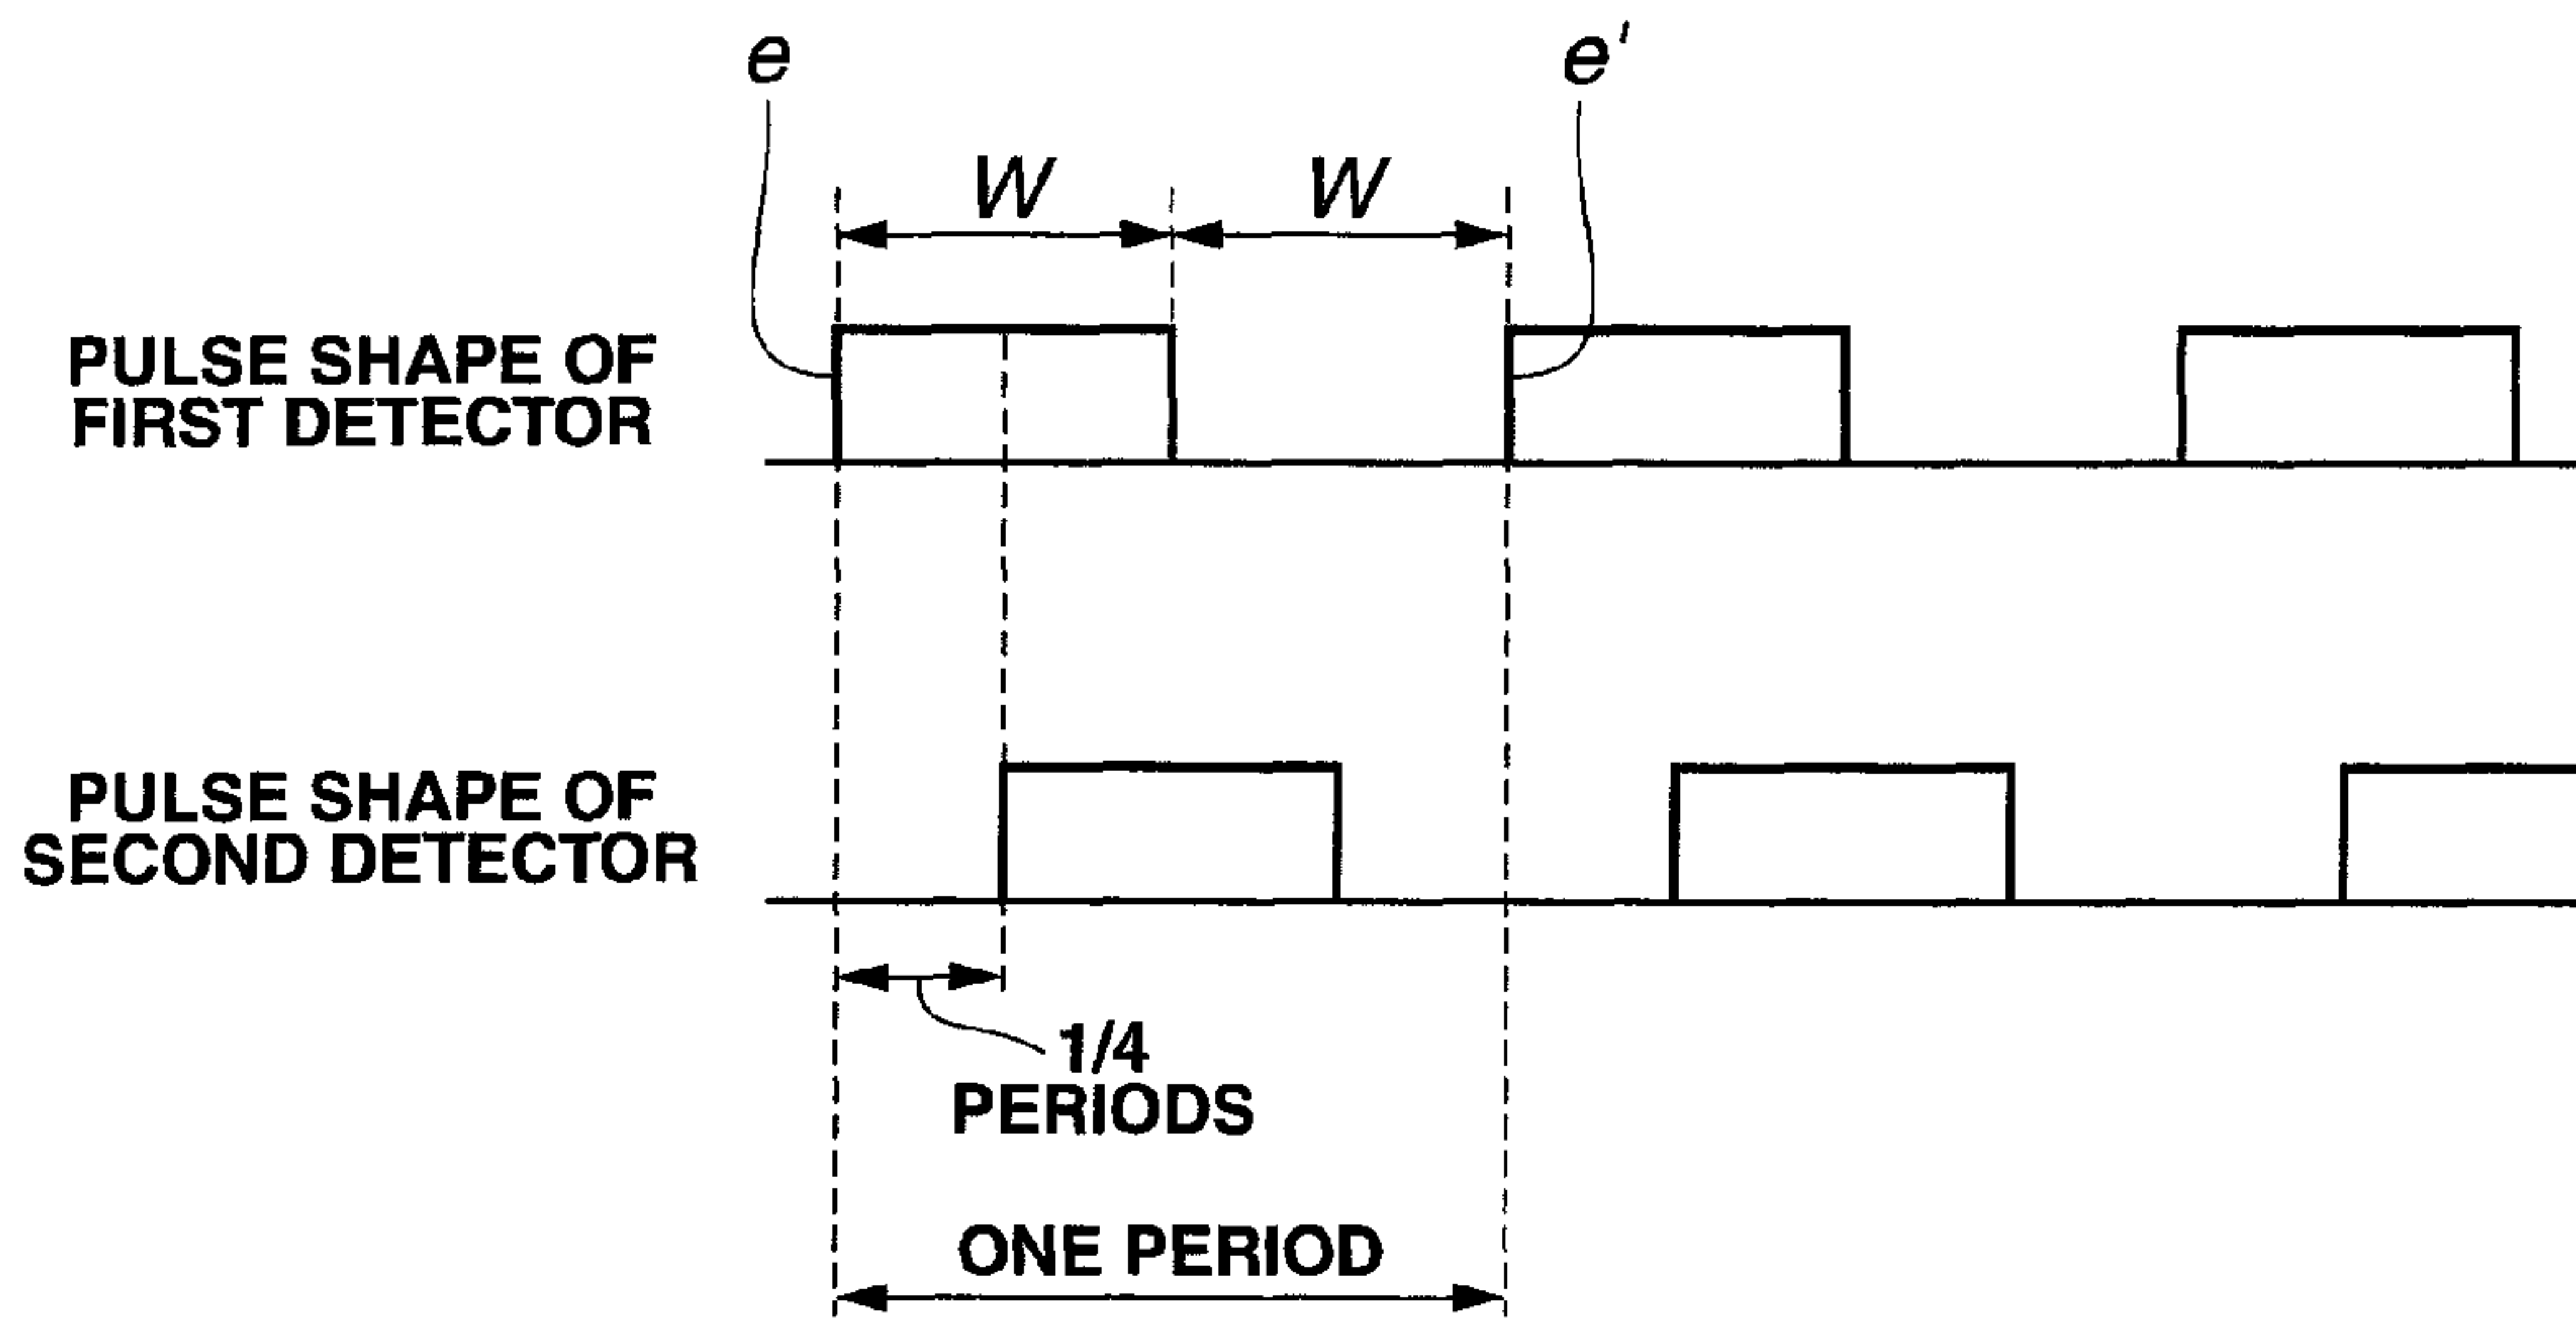 e
e'
W
W
PULSE SHAPE OF
FIRST DETECTOR
PULSE SHAPE OF
SECOND DETECTOR
1/4
PERIODS
ONE PERIOD